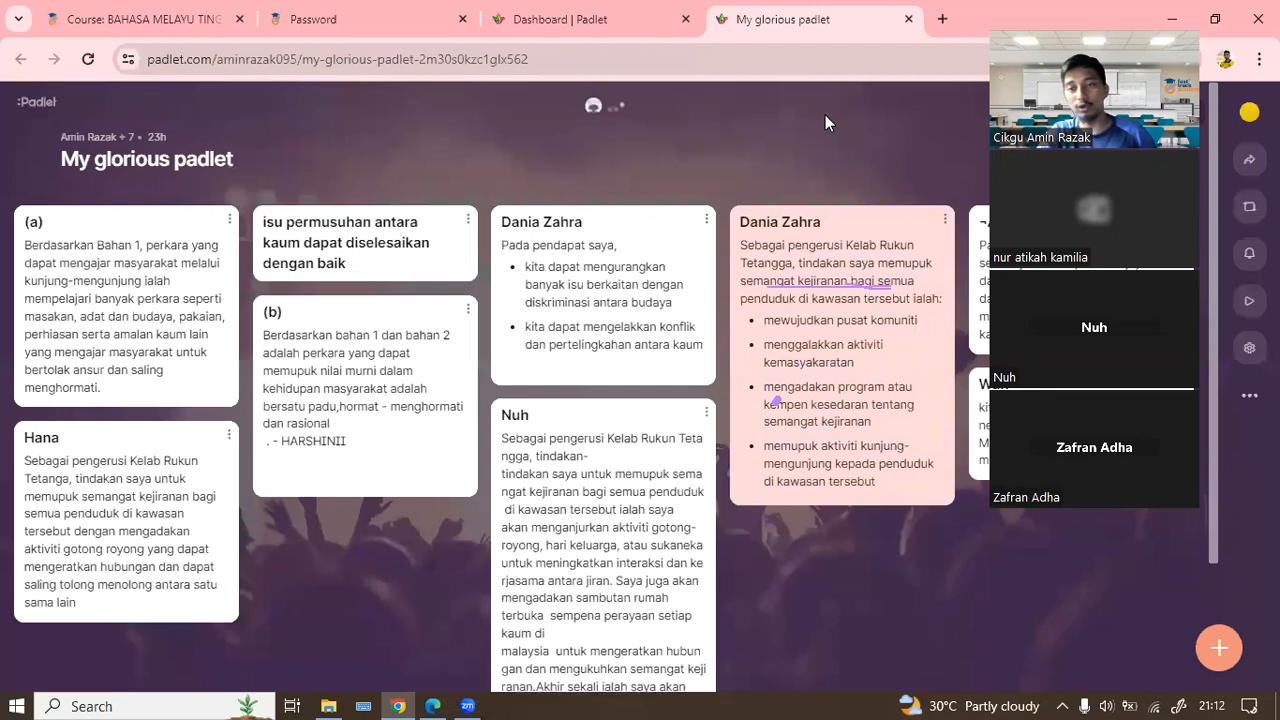 Course: BAHASA MELAYU TING
Password
Dashboard | Padlet
My glorious padlet
padlet.com/aminrazak095/my-glorious-padlet-2m30s0kzc1glx562
:Padlet
Amin Razak + 7 • 23h
My glorious padlet
(a)
Berdasarkan Bahan 1, perkara yang
dapat mengajar masyarakat melalui
kunjung-mengunjung ialah
mempelajari banyak perkara seperti
masakan, adat dan budaya, pakaian,
perhiasan serta amalan kaum lain
yang mengajar masyarakat untuk
bertolak ansur dan saling
menghormati.
Hana
Sebagai pengerusi Kelab Rukun
Tetanga, tindakan saya untuk
memupuk semangat kejiranan bagi
semua penduduk di kawasan
tersebut dengan mengadakan
aktiviti gotong royong yang dapat
mengeratkan hubungan dan dapat
saling tolong menolong antara satu
sama lain
isu permusuhan antara
kaum dapat diselesaikan
dengan baik
(b)
Berdasarkan bahan 1 dan bahan 2
adalah perkara yang dapat
memupuk nilai murni dalam
kehidupan masyarakat adalah
bersatu padu,hormat - menghormati
dan rasional
. - HARSHINII
Dania Zahra
Pada pendapat saya,
• kita dapat mengurangkan
banyak isu berkaitan dengan
diskriminasi antara budaya
• kita dapat mengelakkan konflik
dan pertelingkahan antara kaum
Nuh
Sebagai pengerusi Kelab Rukun Teta
ngga, tindakan-
tindakan saya untuk memupuk sema
ngat kejiranan bagi semua penduduk
di kawasan tersebut ialah saya
akan menganjurkan aktiviti gotong-
royong, hari keluarga, atau sukaneka
untuk meningkatkan interaksi dan ke
rjasama antara jiran. Saya juga akan
mengadakan sambutan rumah
terbuka sempena perayaan setiap
kaum di
malaysia untuk mengeratkan hubun
gan dan mengukuhkan semangat keji
ranan.Akhir sekali ialah saya akan
Dania Zahra
Sebagai pengerusi Kelab Rukun
Tetangga, tindakan saya memupuk
semangat kejiranan bagi semua
penduduk di kawasan tersebut ialah:
• mewujudkan pusat komuniti
• menggalakkan aktiviti
kemasyakaratan
• mengadakan program atau
kempen kesedaran tentang
semangat kejiranan
• memupuk aktiviti kunjung-
mengunjung kepada penduduk
di kawasan tersebut
Cikgu Amin Razak
nur atikah kamilia
Nuh
Nuh
Zafran Adha
Zafran Adha
Search
30°C Partly cloudy
21:12